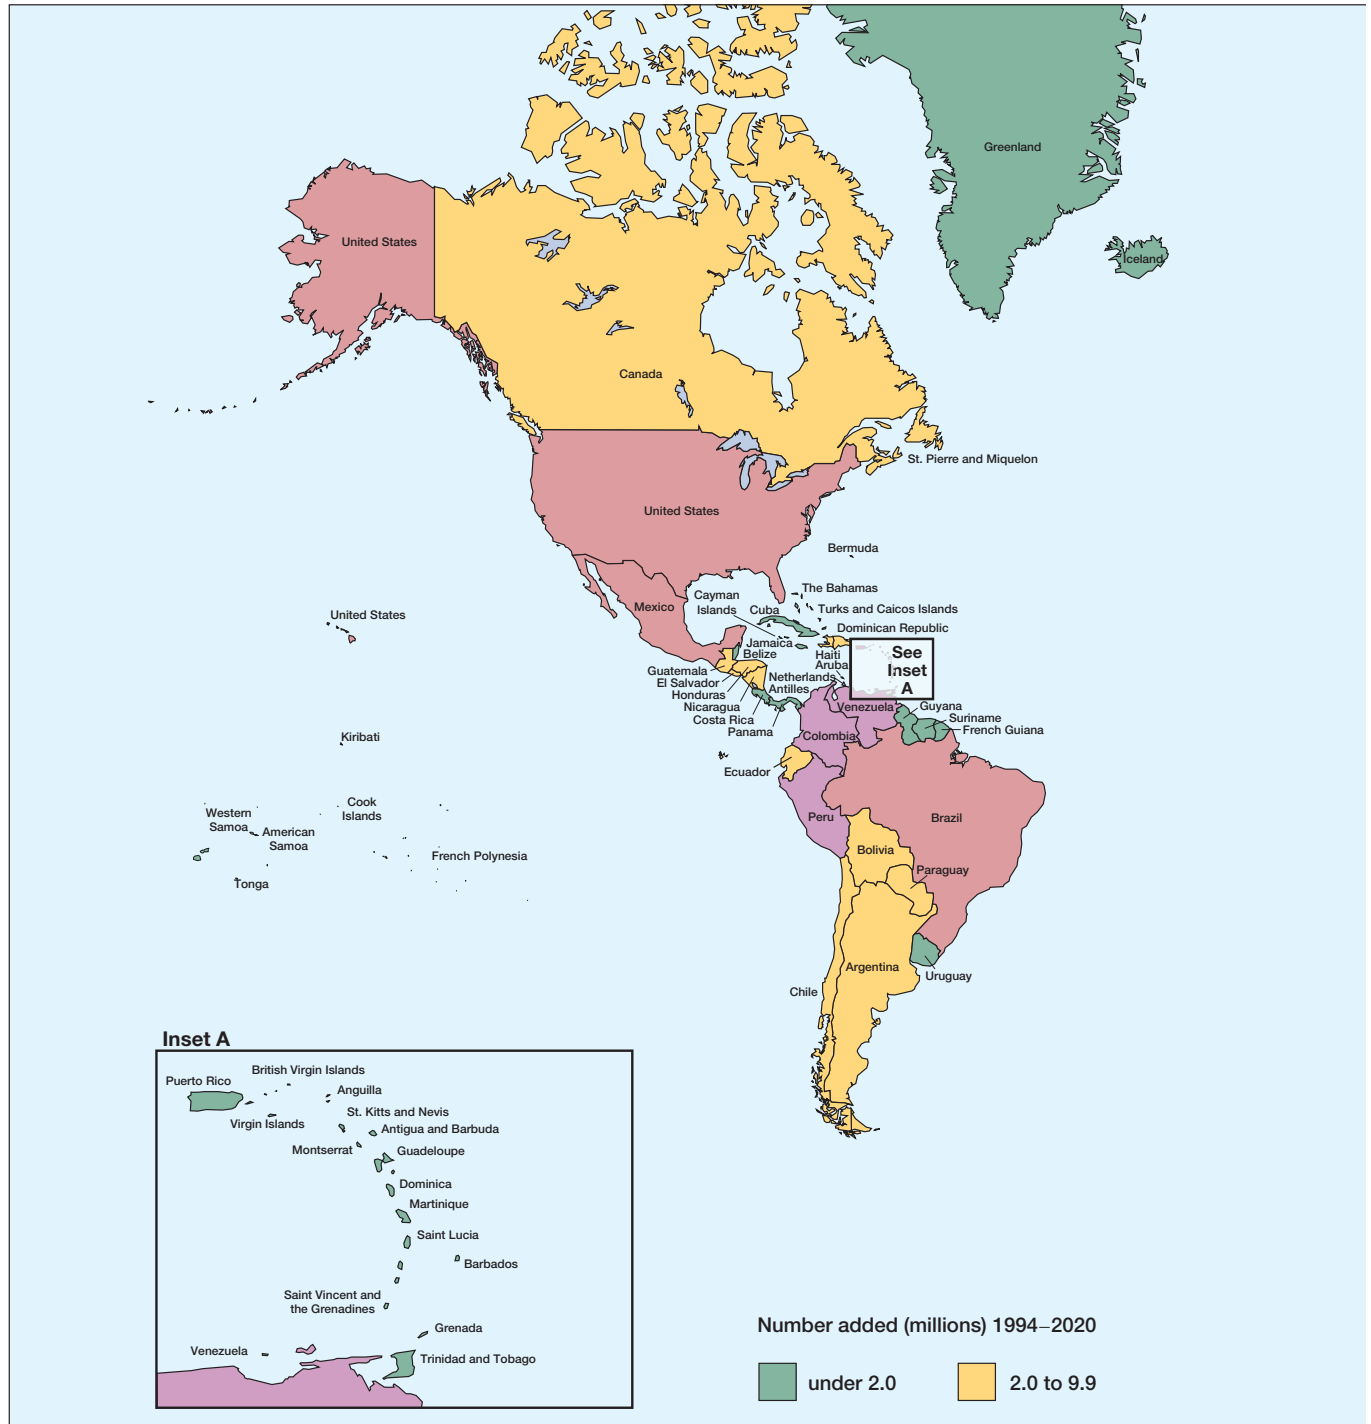 Greenland
United States
Iceland
Canada
St. Pierre and Miquelon
United States
Bermuda
The Bahamas
Cayman
Islands
Cuba
Turks and Caicos Islands
Mexico
United States
Dominican Republic
Jamaica
Belize
Haiti
Aruba
See
Inset
A
Guatemala
El Salvador
Honduras
Nicaragua
Costa Rica
Panama
Netherlands
Antilles
Venezuela
Guyana
Suriname
French Guiana
Colombia
Kiribati
Ecuador
Cook
Islands
Western
Samoa
American
Samoa
Peru
Brazil
French Polynesia
Bolivia
Paraguay
Tonga
Argentina
Uruguay
Chile
Inset A
British Virgin Islands
Puerto Rico
Anguilla
St. Kitts and Nevis
Virgin Islands
Antigua and Barbuda
Montserrat
Guadeloupe
Dominica
Martinique
Saint Lucia
Barbados
Saint Vincent and
the Grenadines
Grenada
Venezuela
Trinidad and Tobago
Number added (millions) 1994–2020
under 2.0
2.0 to 9.9